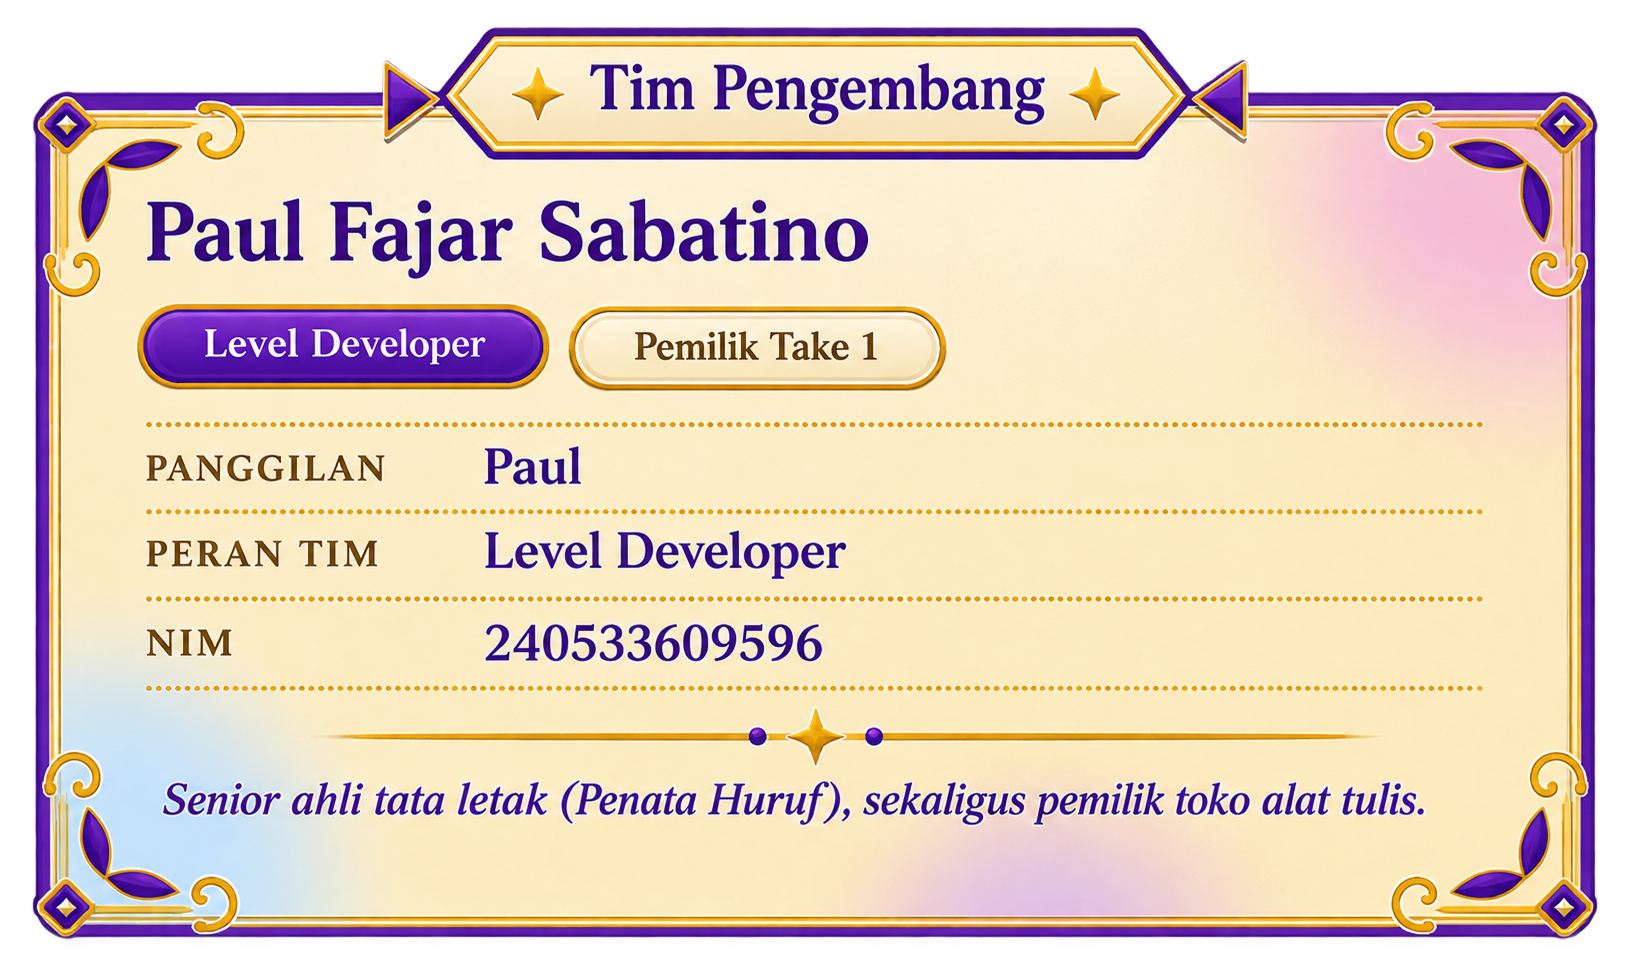 Tim Pengembang
Paul Fajar Sabatino
Level Developer
Pemilik Take 1
PANGGILAN Paul
PERAN TIM Level Developer
NIM 240533609596
Senior ahli tata letak (Penata Huruf), sekaligus pemilik toko alat tulis.